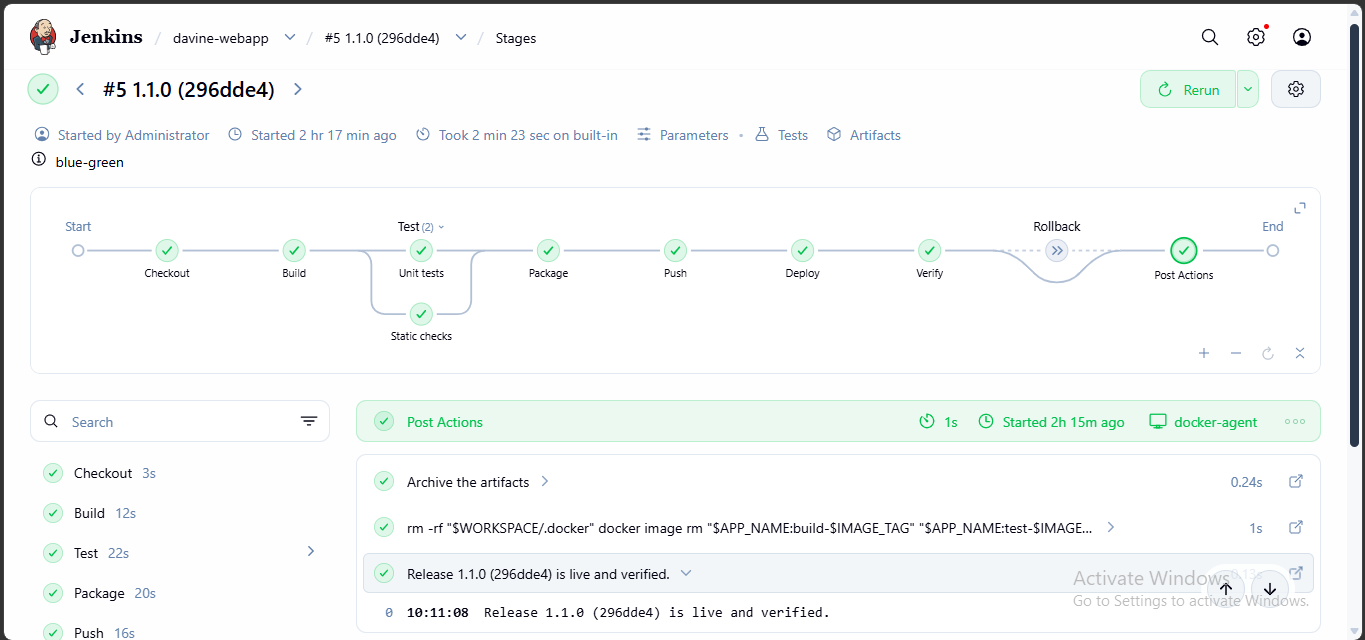 Jenkins / davine-webapp / #5 1.1.0 (296dde4) / Stages
#5 1.1.0 (296dde4)
Rerun
Started by Administrator Started 2 hr 17 min ago Took 2 min 23 sec on built-in Parameters Tests Artifacts
blue-green
Start Test (2) Rollback End
Checkout Build Unit tests Package Push Deploy Verify Post Actions
Static checks
Search
Checkout 3s
Build 12s
Test 22s
Package 20s
Push 16s
Post Actions 1s Started 2h 15m ago docker-agent
Archive the artifacts 0.24s
rm -rf "$WORKSPACE/.docker" docker image rm "$APP_NAME:build-$IMAGE_TAG" "$APP_NAME:test-$IMAGE... 1s
Release 1.1.0 (296dde4) is live and verified.
0 10:11:08 Release 1.1.0 (296dde4) is live and verified.
Activate Windows
Go to Settings to activate Windows.